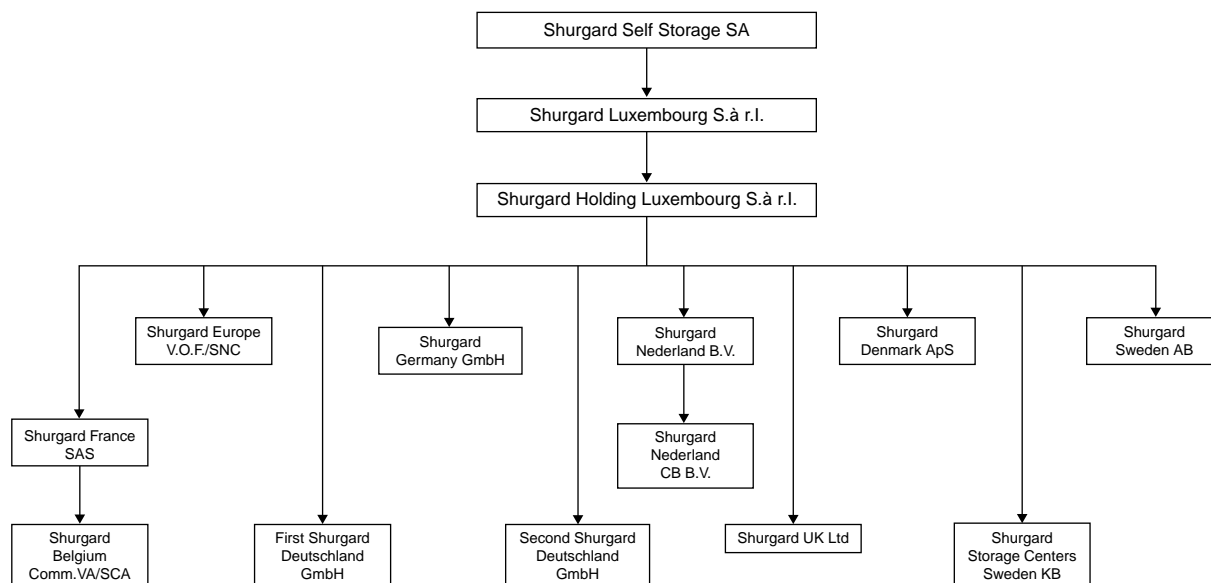 Shurgard Self Storage SA
Shurgard Luxembourg S.à r.l.
Shurgard Holding Luxembourg S.à r.l.
Shurgard Europe
V.O.F./SNC
Shurgard
Germany GmbH
Shurgard
Nederland B.V.
Shurgard
Denmark ApS
Shurgard
Sweden AB
Shurgard France
SAS
Shurgard
Nederland
CB B.V.
Shurgard
Belgium
Comm.VA/SCA
First Shurgard
Deutschland
GmbH
Second Shurgard
Deutschland
GmbH
Shurgard UK Ltd
Shurgard
Storage Centers
Sweden KB